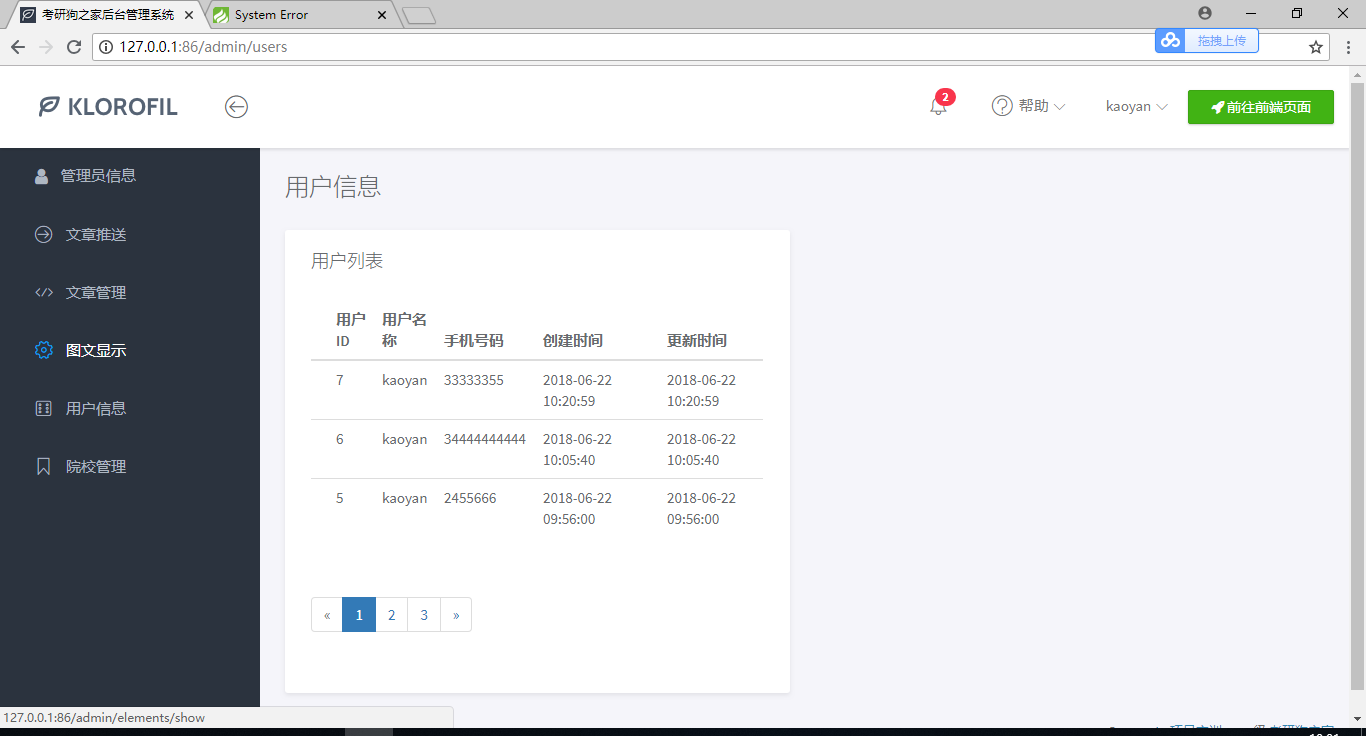 考研狗之家后台管理系统
System Error
127.0.0.1:86/admin/users
拖拽上传
KLOROFIL
2
帮助
kaoyan
前往前端页面
管理员信息
文章推送
文章管理
图文显示
用户信息
院校管理
用户信息
用户列表
用户ID 用户名称 手机号码 创建时间 更新时间
7 kaoyan 33333355 2018-06-22 10:20:59 2018-06-22 10:20:59
6 kaoyan 34444444444 2018-06-22 10:05:40 2018-06-22 10:05:40
5 kaoyan 2455666 2018-06-22 09:56:00 2018-06-22 09:56:00
« 1 2 3 »
127.0.0.1:86/admin/elements/show